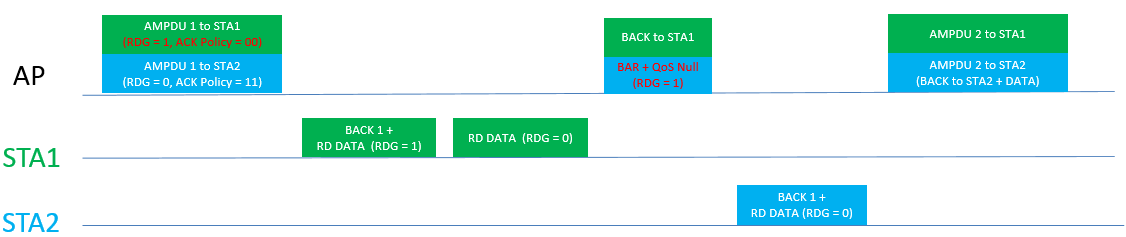 AMPDU 1 to STA1
(RDG = 1, ACK Policy = 00)
AMPDU 1 to STA2
(RDG = 0, ACK Policy = 11)
BACK to STA1
BAR + QoS Null
(RDG = 1)
AMPDU 2 to STA1
AMPDU 2 to STA2
(BACK to STA2 + DATA)
AP
BACK 1 +
RD DATA (RDG = 1)
RD DATA (RDG = 0)
STA1
BACK 1 +
RD DATA (RDG = 0)
STA2